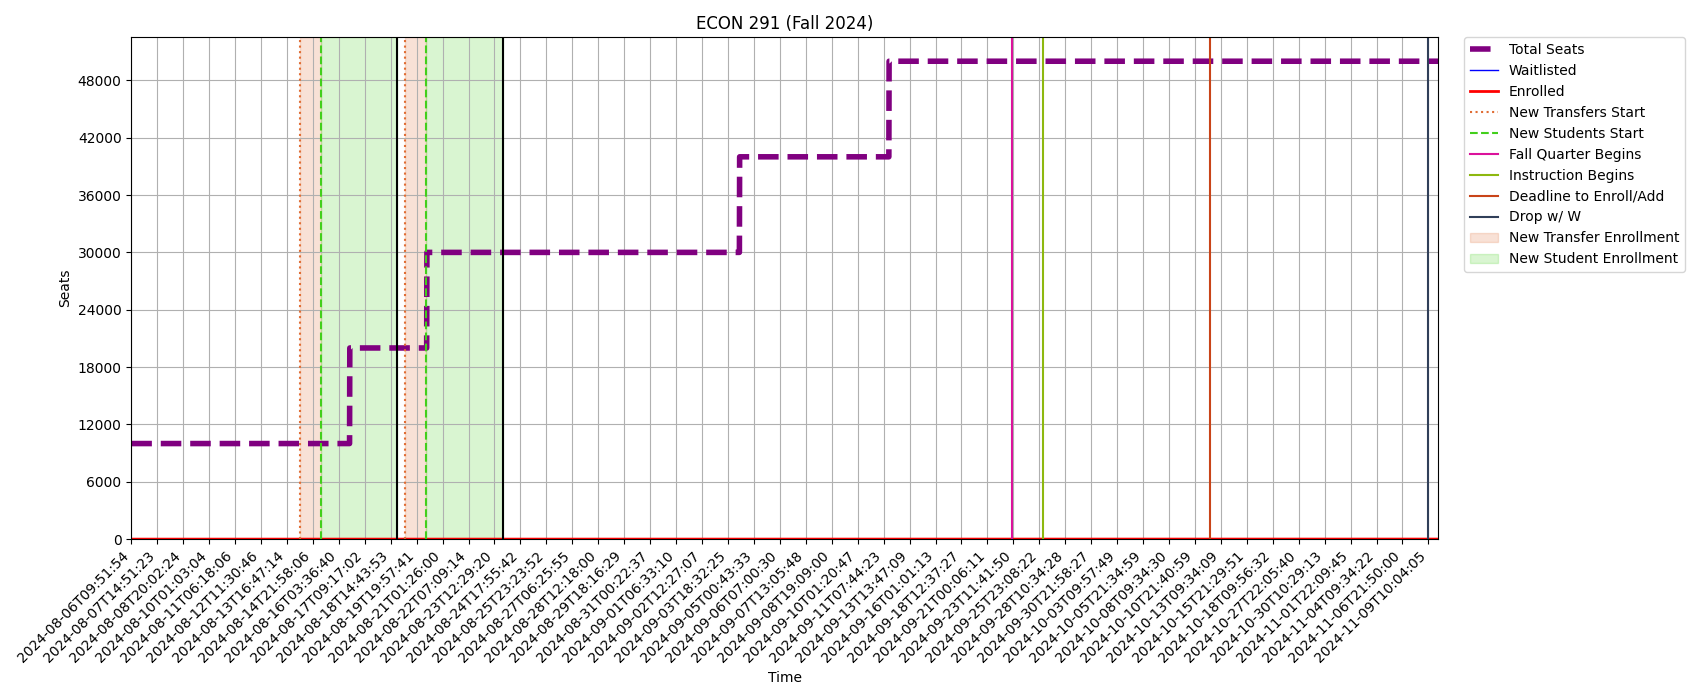 ECON 291 (Fall 2024)
Seats
48000
42000
36000
30000
24000
18000
12000
6000
0
2024-08-06T09:51:54
2024-08-07T14:51:23
2024-08-08T20:02:24
2024-08-10T01:03:04
2024-08-11T06:18:06
2024-08-12T11:30:46
2024-08-13T16:47:14
2024-08-14T21:58:06
2024-08-16T03:36:40
2024-08-17T09:17:02
2024-08-18T14:43:53
2024-08-19T19:57:41
2024-08-21T01:26:00
2024-08-22T07:09:14
2024-08-23T12:29:20
2024-08-24T17:55:42
2024-08-25T23:23:52
2024-08-27T06:25:55
2024-08-28T12:18:00
2024-08-29T18:16:29
2024-08-31T00:22:37
2024-09-01T06:33:10
2024-09-02T12:27:07
2024-09-03T18:32:25
2024-09-05T00:43:33
2024-09-06T07:00:30
2024-09-07T13:05:48
2024-09-08T19:09:00
2024-09-10T01:20:47
2024-09-11T07:44:23
2024-09-13T13:47:09
2024-09-16T01:01:13
2024-09-18T12:37:27
2024-09-21T00:06:11
2024-09-23T11:41:50
2024-09-25T23:08:22
2024-09-28T10:34:28
2024-09-30T21:58:27
2024-10-03T09:57:49
2024-10-05T21:34:59
2024-10-08T09:34:30
2024-10-10T21:40:59
2024-10-13T09:34:09
2024-10-15T21:29:51
2024-10-18T09:56:32
2024-10-27T22:05:40
2024-10-30T10:29:13
2024-11-01T22:09:45
2024-11-04T09:34:22
2024-11-06T21:50:00
2024-11-09T10:04:05
Time
Total Seats
Waitlisted
Enrolled
New Transfers Start
New Students Start
Fall Quarter Begins
Instruction Begins
Deadline to Enroll/Add
Drop w/ W
New Transfer Enrollment
New Student Enrollment